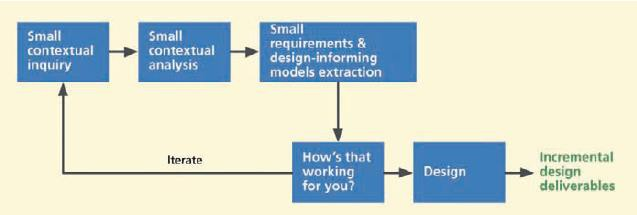 Small
contextual
inquiry
Small
contextual
analysis
Small
requirements &
design-informing
models extraction
Iterate
How's that
working
for you?
Design
Incremental
design
deliverables